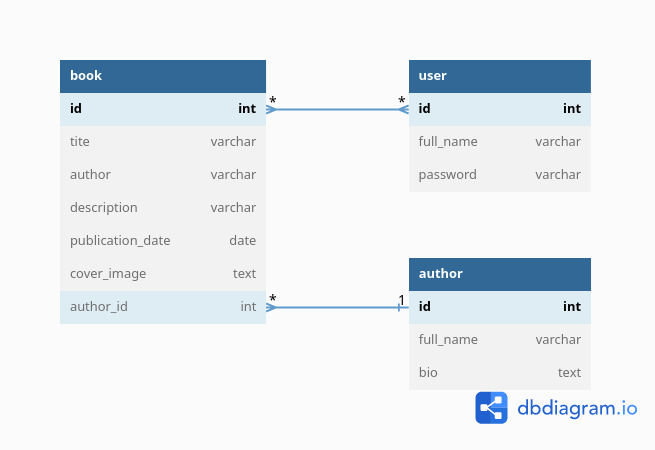 book
id int
tite varchar
author varchar
description varchar
publication_date date
cover_image text
author_id int
* *
user
id int
full_name varchar
password varchar
* 1
author
id int
full_name varchar
bio text
dbdiagram.io